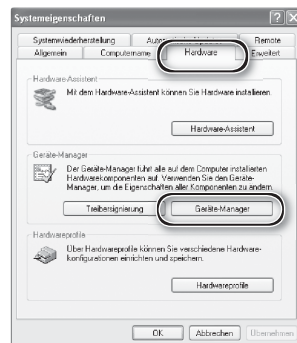 Systemeigenschaften
Systemwiederherstellung Remote
Allgemein Computername Hardware Erweitert
Hardware-Assistent
Mit dem Hardware-Assistent können Sie Hardware installieren.
Hardware-Assistent
Geräte-Manager
Der Geräte-Manager führt alle auf dem Computer installierten
Hardwarekomponenten auf. Verwenden Sie den Geräte-
Manager, um die Eigenschaften aller Komponenten zu ändern.
Treibersignierung Geräte-Manager
Hardwareprofile
Über Hardwareprofile können Sie verschiedene Hardware-
konfigurationen einrichten und speichern.
Hardwareprofile
OK Abbrechen Übernehmen